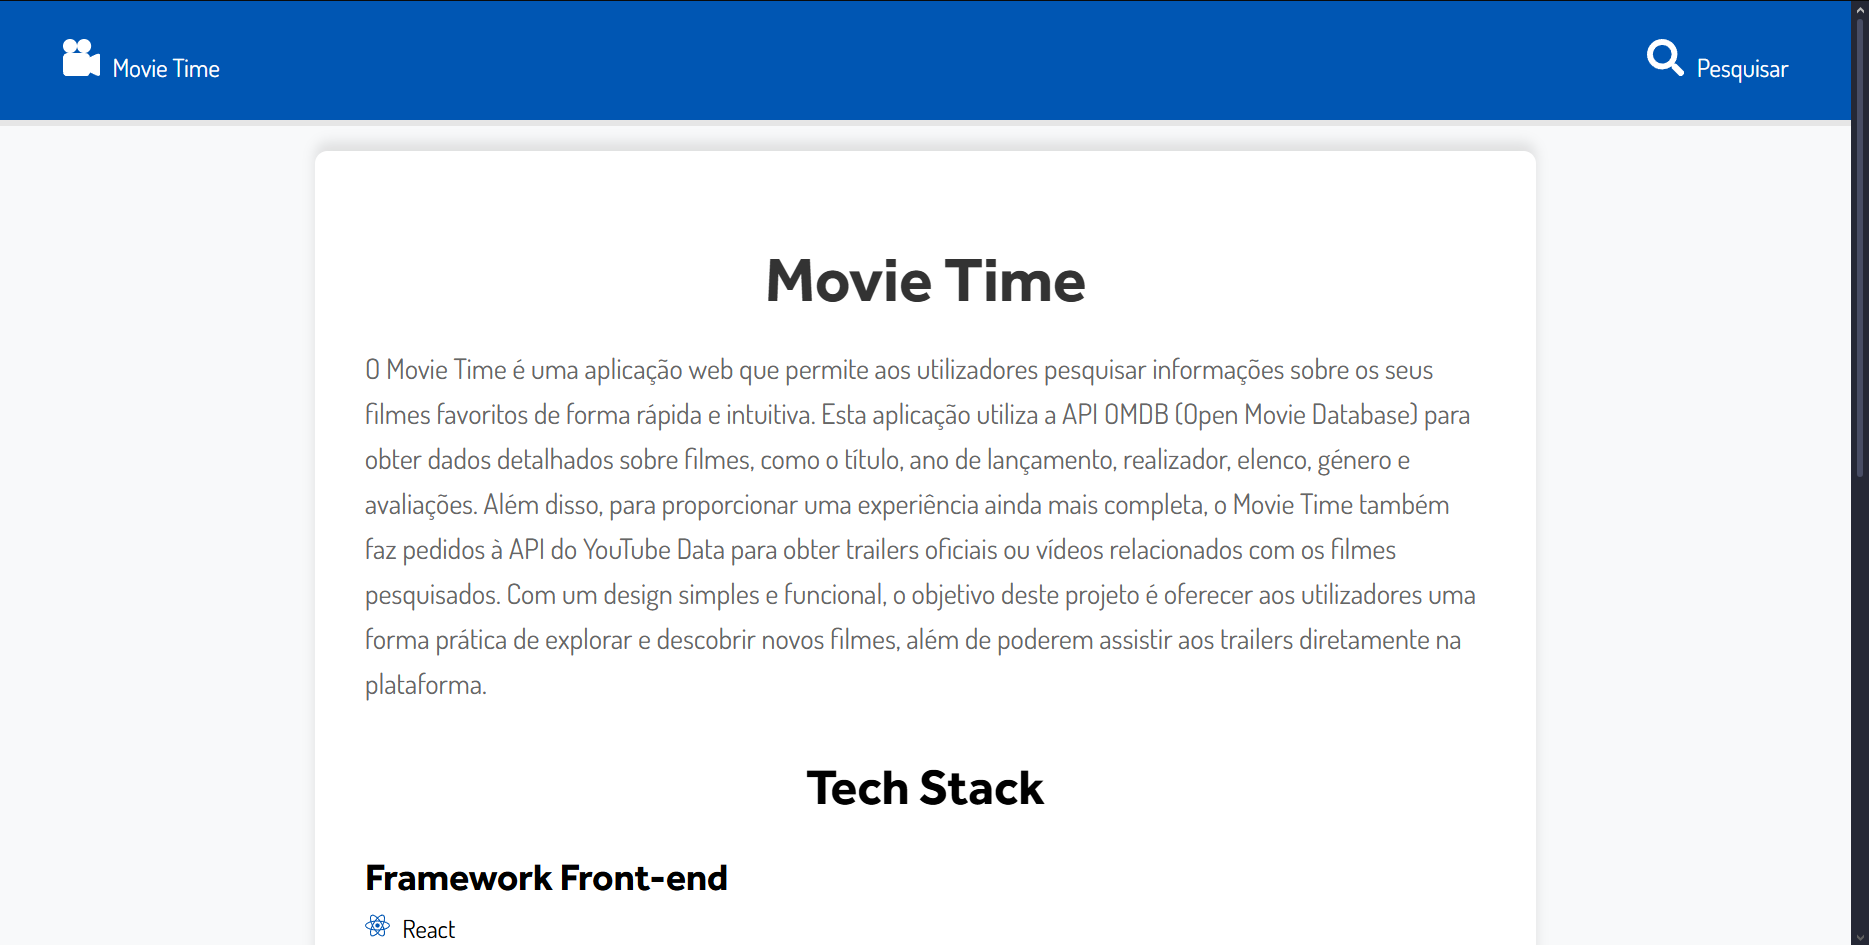 Movie Time
Pesquisar
Movie Time
O Movie Time é uma aplicação web que permite aos utilizadores pesquisar informações sobre os seus
filmes favoritos de forma rápida e intuitiva. Esta aplicação utiliza a API OMDB (Open Movie Database) para
obter dados detalhados sobre filmes, como o título, ano de lançamento, realizador, elenco, género e
avaliações. Além disso, para proporcionar uma experiência ainda mais completa, o Movie Time também
faz pedidos à API do YouTube Data para obter trailers oficiais ou vídeos relacionados com os filmes
pesquisados. Com um design simples e funcional, o objetivo deste projeto é oferecer aos utilizadores uma
forma prática de explorar e descobrir novos filmes, além de poderem assistir aos trailers diretamente na
plataforma.
Tech Stack
Framework Front-end
React